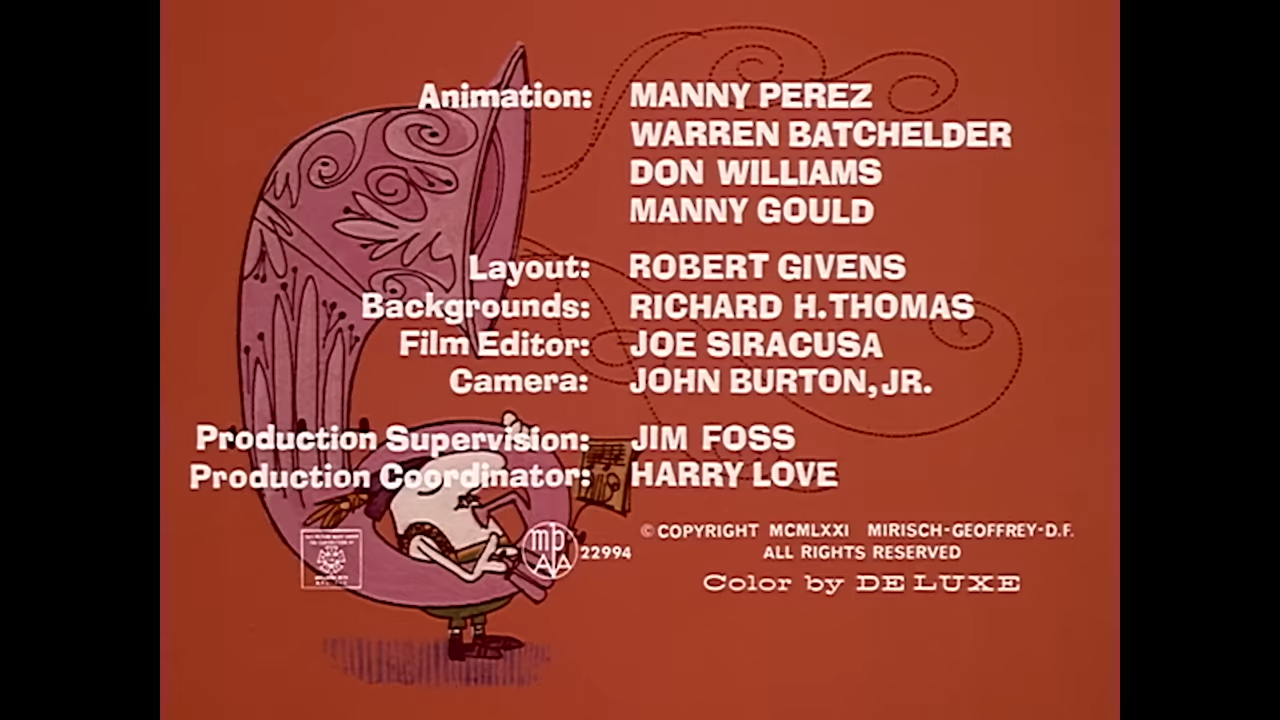 Animation: MANNY PEREZ
WARREN BATCHELDER
DON WILLIAMS
MANNY GOULD
Layout: ROBERT GIVENS
Backgrounds: RICHARD H. THOMAS
Film Editor: JOE SIRACUSA
Camera: JOHN BURTON, JR.
Production Supervision: JIM FOSS
Production Coordinator: HARRY LOVE
© COPYRIGHT MCMLXXI MIRISCH-GEOFFREY-D.F.
mpAA 22994
ALL RIGHTS RESERVED
Color by DE LUXE